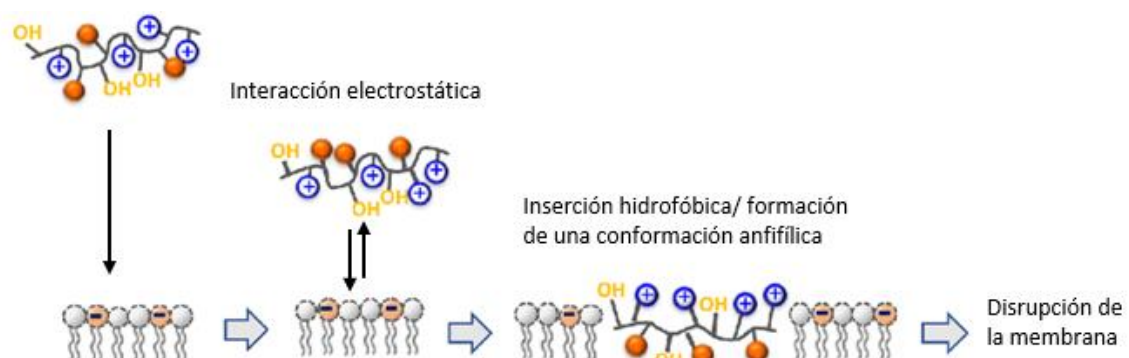 OH
OH
OH
Interacción electrostática
OH
OH
OH
Inserción hidrofóbica/ formación
de una conformación anfifílica
OH
OH
OH
Disrupción de
la membrana